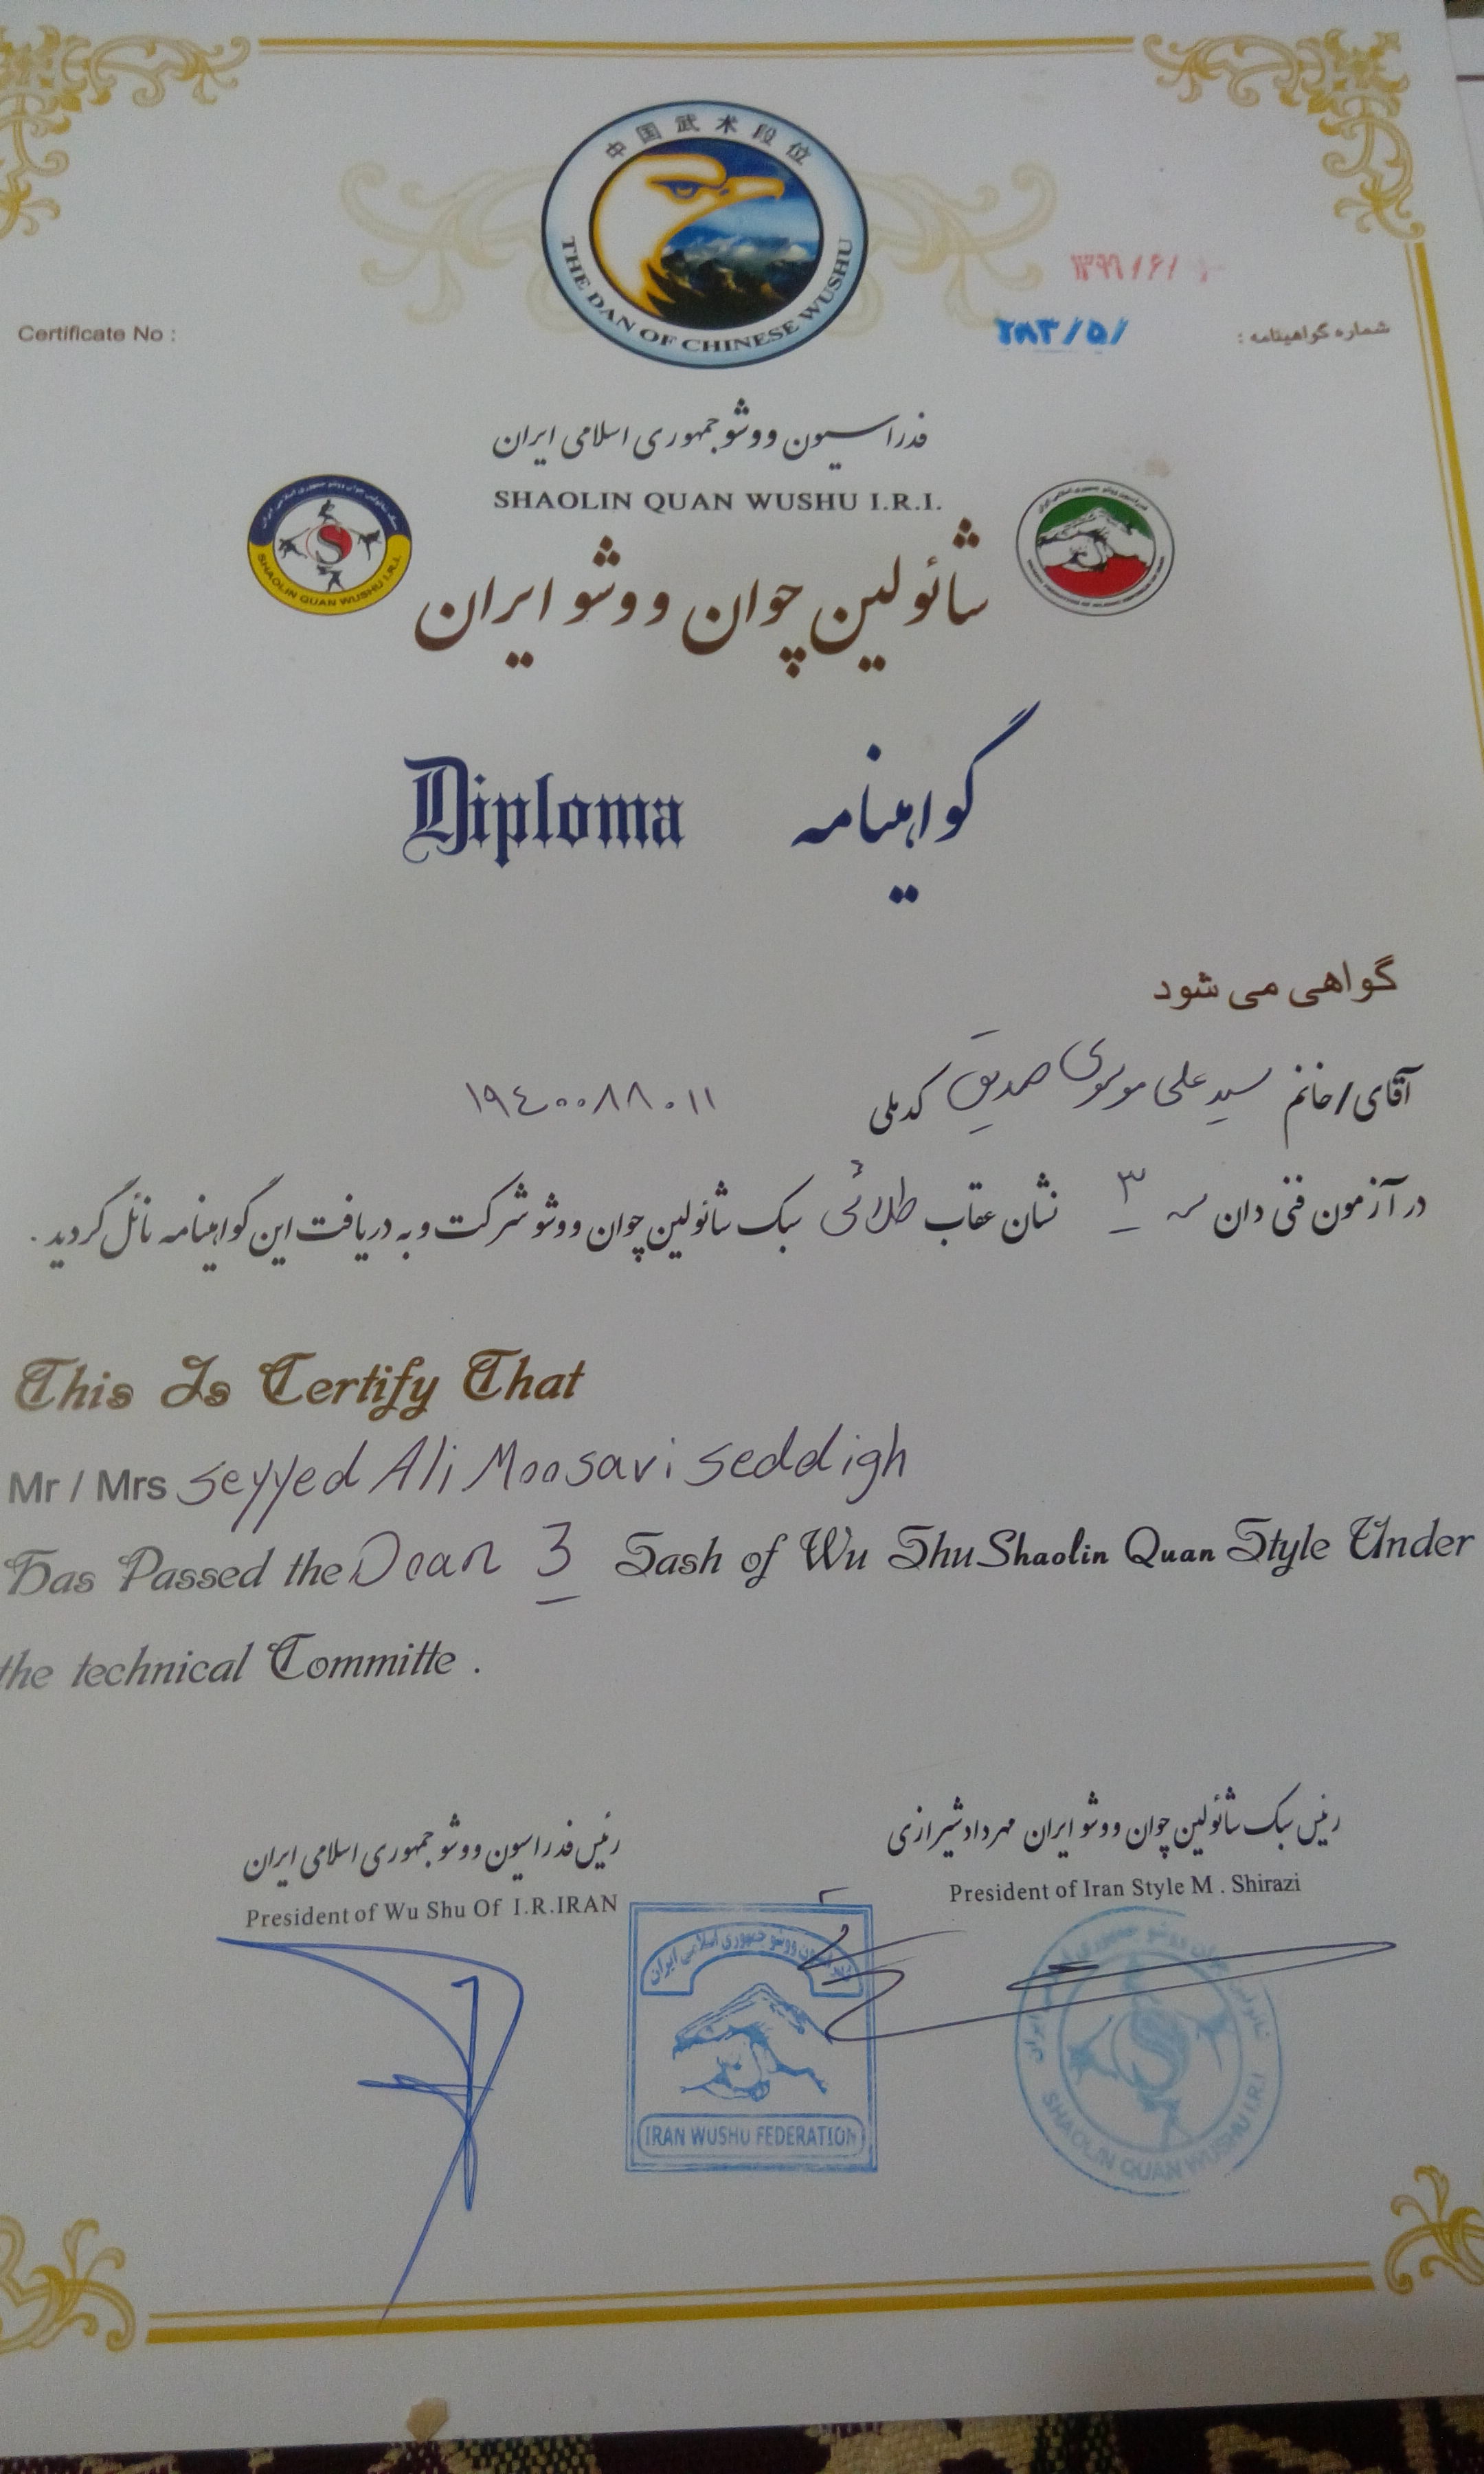 中国武术段位
THE DAN OF CHINESE WUSHU
Certificate No :
شماره گواهینامه : ۲۸۳/۵/
فدراسیون ووشو جمهوری اسلامی ایران
SHAOLIN QUAN WUSHU I.R.I.
SHAOLIN QUAN WUSHU I.R.I.
شائولین چوان ووشو ایران
Diploma گواهینامه
گواهی می شود
آقای/خانم سید علی موسوی صدیق کدملی ۱۹٤۰۰۸۸۰۱۱
در آزمون فنی دان سه ۳ نشان عقاب طلائی سبک شائولین چوان ووشو شرکت و به دریافت این گواهینامه نائل گردید .
This Is Certify That
Mr / Mrs seyyed Ali Moosavi seddigh
Has Passed the Doan 3 Sash of Wu Shu Shaolin Quan Style Under
the technical Committe .
رئیس سبک شائولین چوان ووشو ایران مهرداد شیرازی
President of Iran Style M . Shirazi
رئیس فدراسیون ووشو جمهوری اسلامی ایران
President of Wu Shu Of I.R.IRAN
فدراسیون ووشو جمهوری اسلامی ایران
IRAN WUSHU FEDERATION
SHAOLIN QUAN WUSHU I.R.I